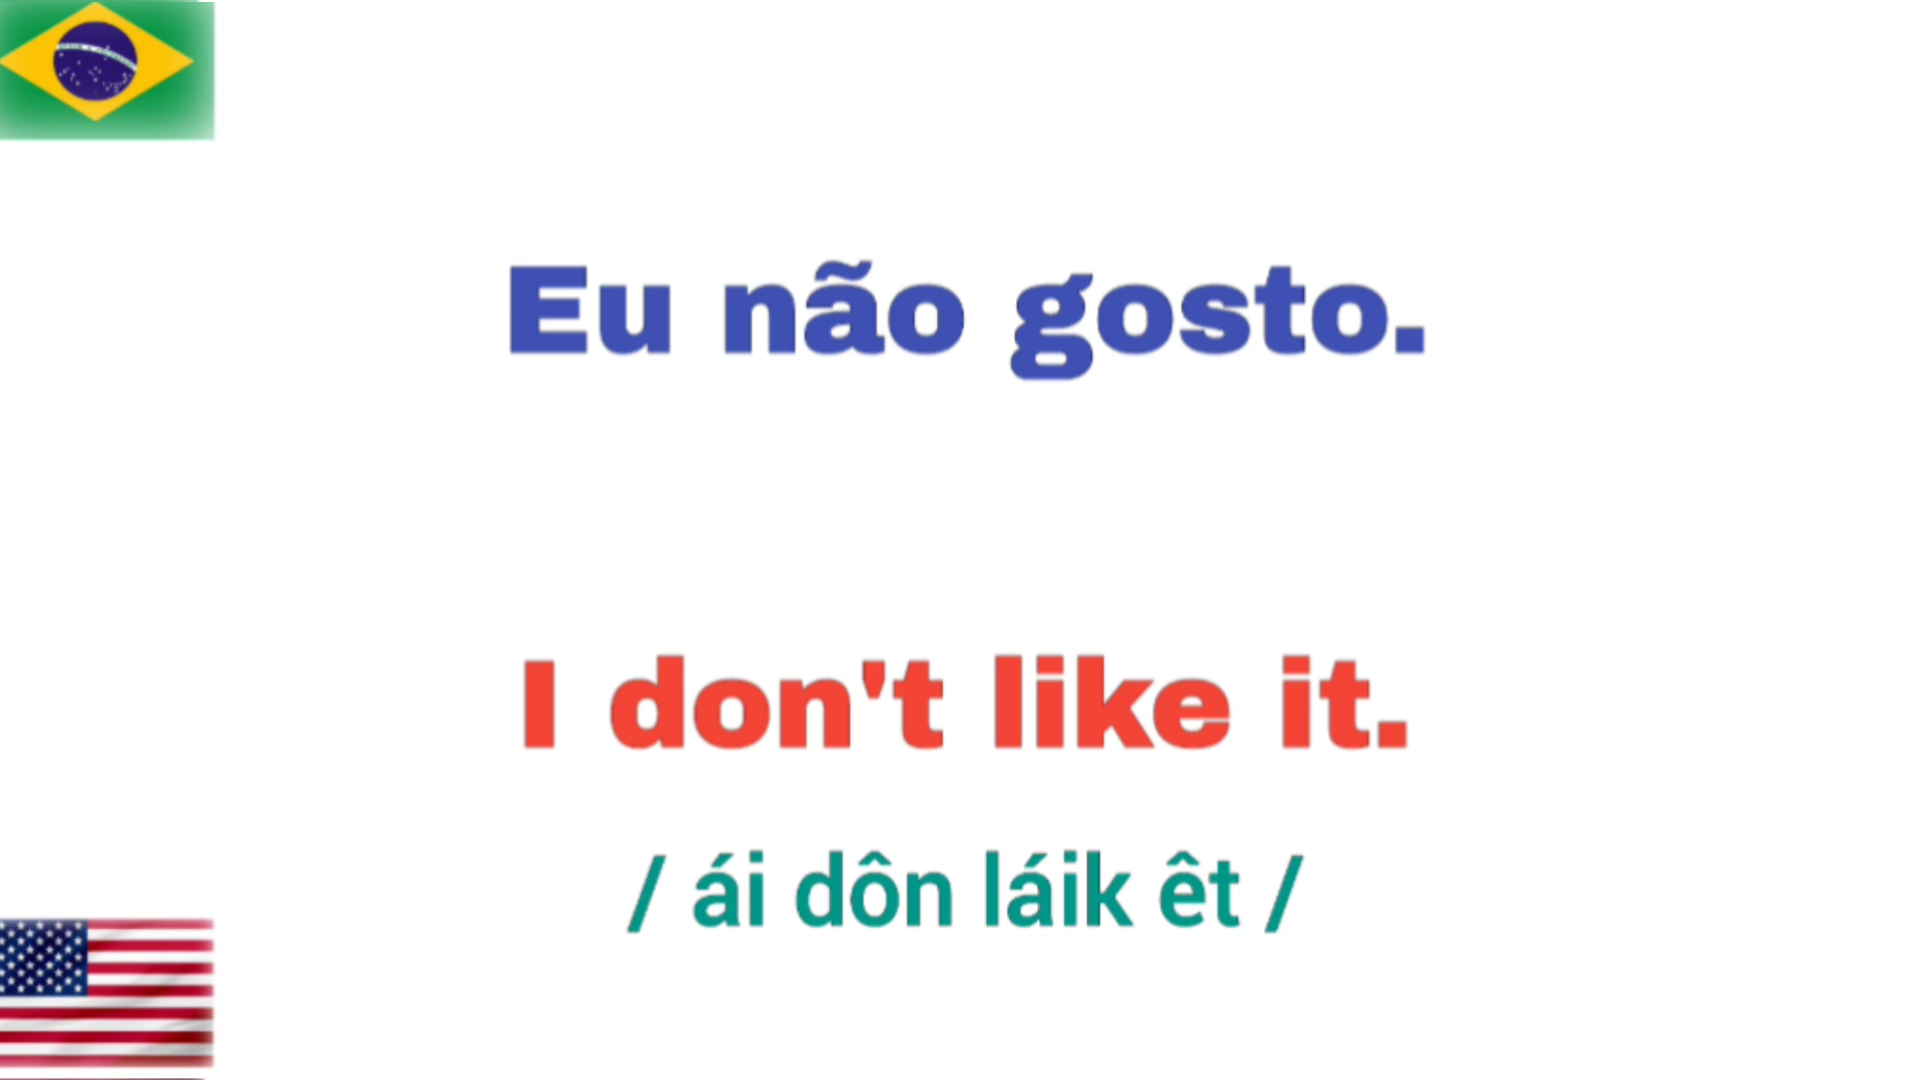 Eu não gosto.
I don't like it.
/ ái dôn láik êt /